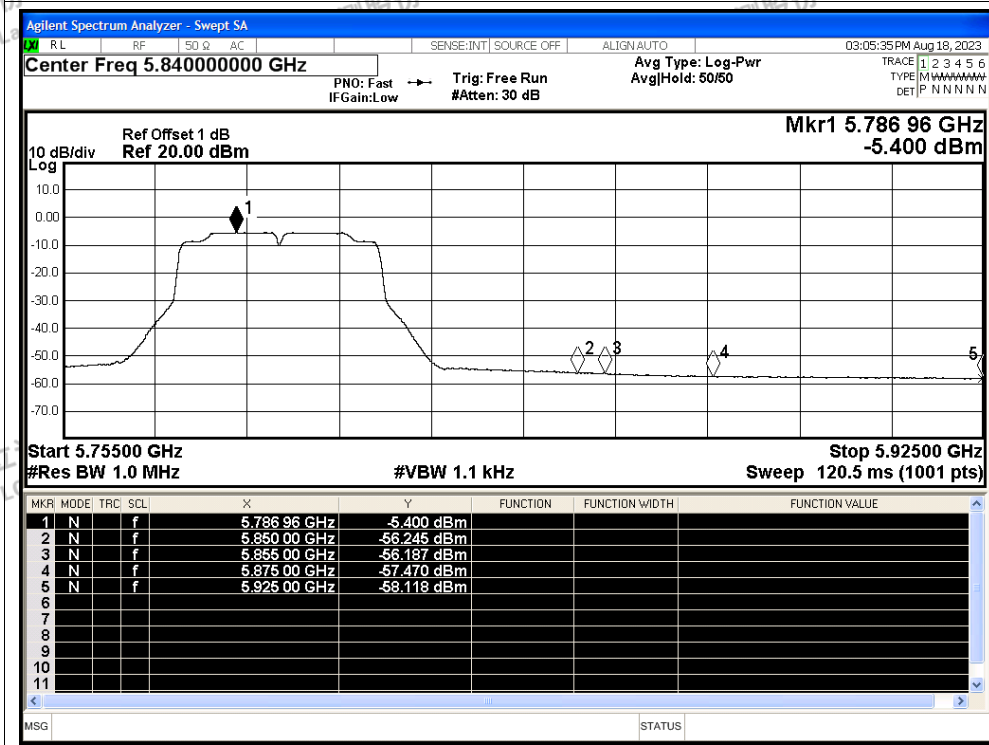 Agilent Spectrum Analyzer - Swept SA
LXI RL RF 50 Ω AC SENSE:INT SOURCE OFF ALIGN AUTO 03:05:35 PM Aug 18, 2023
Center Freq 5.840000000 GHz
PNO: Fast
IFGain:Low
Trig: Free Run
#Atten: 30 dB
Avg Type: Log-Pwr
Avg|Hold: 50/50
TRACE 1 2 3 4 5 6
TYPE M WWWWW
DET P N N N N N
Mkr1 5.786 96 GHz
-5.400 dBm
Ref Offset 1 dB
10 dB/div Ref 20.00 dBm
Log
10.0
0.00
-10.0
-20.0
-30.0
-40.0
-50.0
-60.0
-70.0
1
2 3 4 5
Start 5.75500 GHz Stop 5.92500 GHz
#Res BW 1.0 MHz #VBW 1.1 kHz Sweep 120.5 ms (1001 pts)
MKR MODE TRC SCL X Y FUNCTION FUNCTION WIDTH FUNCTION VALUE
1 N f 5.786 96 GHz -5.400 dBm
2 N f 5.850 00 GHz -56.245 dBm
3 N f 5.855 00 GHz -56.187 dBm
4 N f 5.875 00 GHz -57.470 dBm
5 N f 5.925 00 GHz -58.118 dBm
6
7
8
9
10
11
MSG STATUS